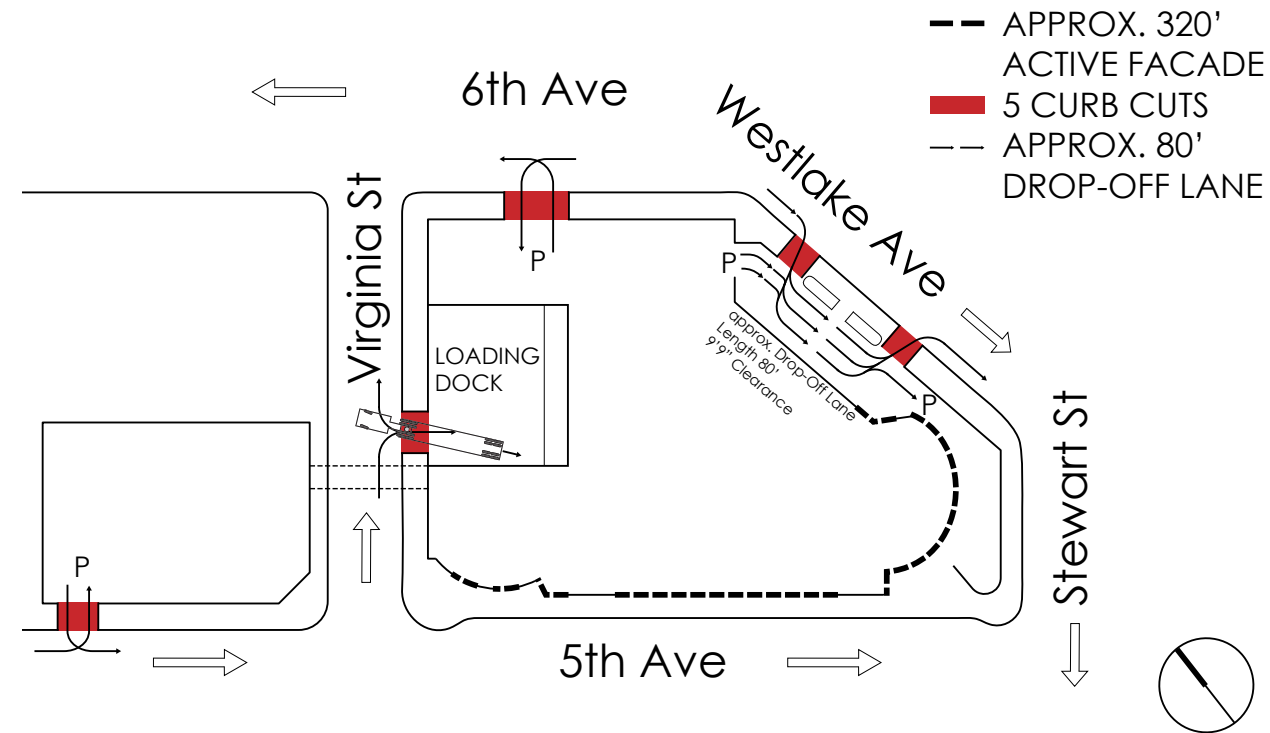 APPROX. 320'
ACTIVE FACADE
5 CURB CUTS
APPROX. 80'
DROP-OFF LANE
6th Ave
Westlake Ave
Virginia St
P
P
approx. Drop-Off Lane
Length 80'
9'9" Clearance
LOADING
DOCK
P
Stewart St
P
5th Ave